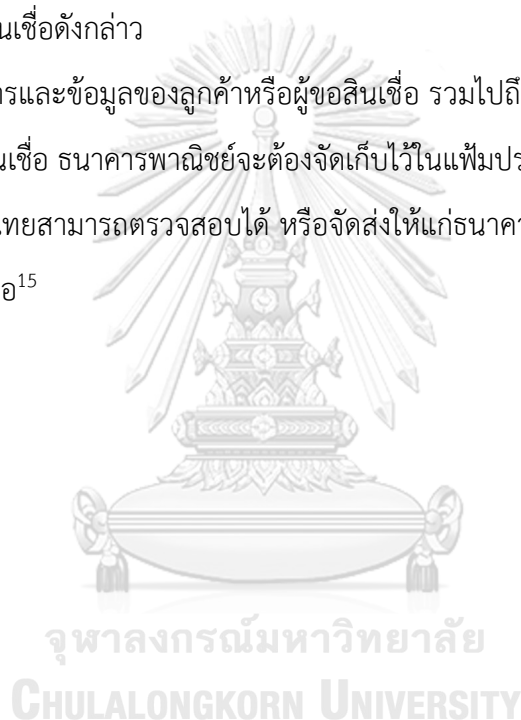 นเชื่อดังกล่าว
ารและข้อมูลของลูกค้าหรือผู้ขอสินเชื่อ รวมไปถึ
นเชื่อ ธนาคารพาณิชย์จะต้องจัดเก็บไว้ในแฟ้มปร
ไทยสามารถตรวจสอบได้ หรือจัดส่งให้แก่ธนาคา
อ¹⁵
จุฬาลงกรณ์มหาวิทยาลัย
CHULALONGKORN UNIVERSITY